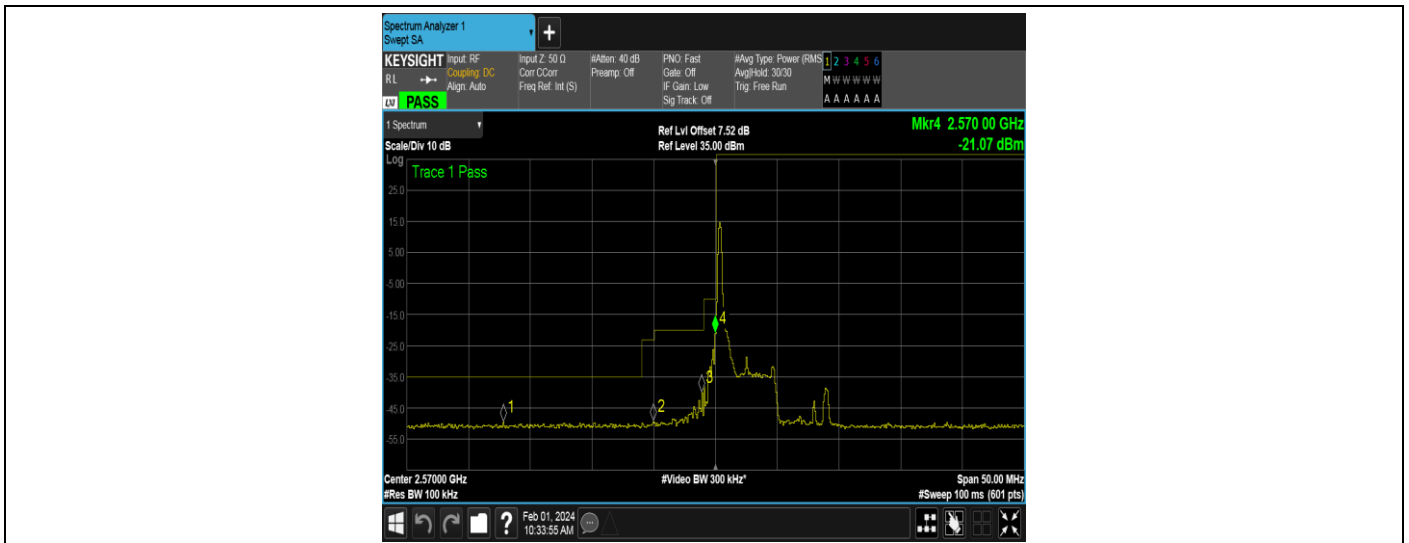 Spectrum Analyzer 1
Swept SA
+
KEYSIGHT
RL
LXI PASS
Input: RF
Coupling: DC
Align: Auto
Input Z: 50 Ω
Corr CCorr
Freq Ref: Int (S)
#Atten: 40 dB
Preamp: Off
PNO: Fast
Gate: Off
IF Gain: Low
Sig Track: Off
#Avg Type: Power (RMS
Avg|Hold: 30/30
Trig: Free Run
1 2 3 4 5 6
M W W W W W
A A A A A A
1 Spectrum
Scale/Div 10 dB
Ref Lvl Offset 7.52 dB
Ref Level 35.00 dBm
Mkr4 2.570 00 GHz
-21.07 dBm
Log
Trace 1 Pass
25.0
15.0
5.00
-5.00
-15.0
-25.0
-35.0
-45.0
-55.0
1
2
3
4
Center 2.57000 GHz
#Res BW 100 kHz
#Video BW 300 kHz*
Span 50.00 MHz
#Sweep 100 ms (601 pts)
?
Feb 01, 2024
10:33:55 AM